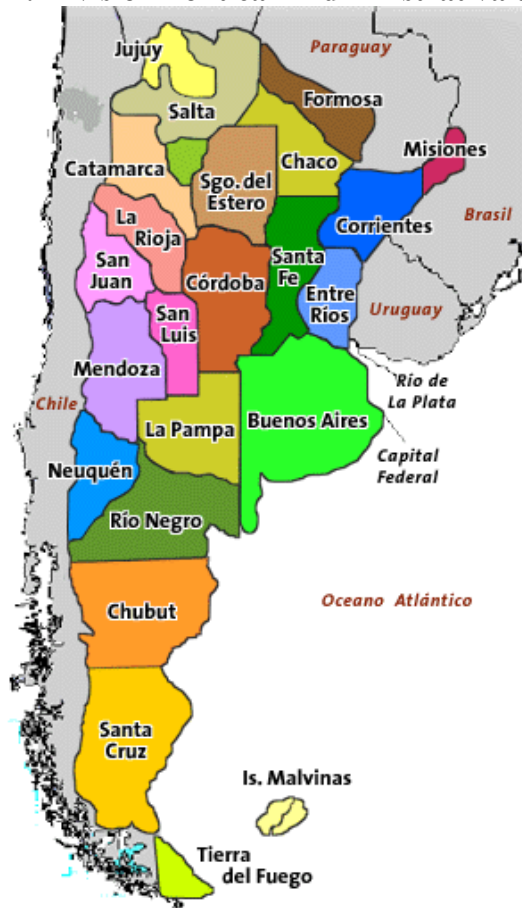 Jujuy
Paraguay
Formosa
Salta
Misiones
Chaco
Catamarca
Sgo. del
Estero
Brasil
La
Rioja
Corrientes
San
Juan
Santa
Fe
Córdoba
Entre
Ríos
San
Luis
Uruguay
Mendoza
Río de
La Plata
Chile
Buenos Aires
La Pampa
Capital
Federal
Neuquén
Río Negro
Oceano Atlántico
Chubut
Santa
Cruz
Is. Malvinas
Tierra
del Fuego